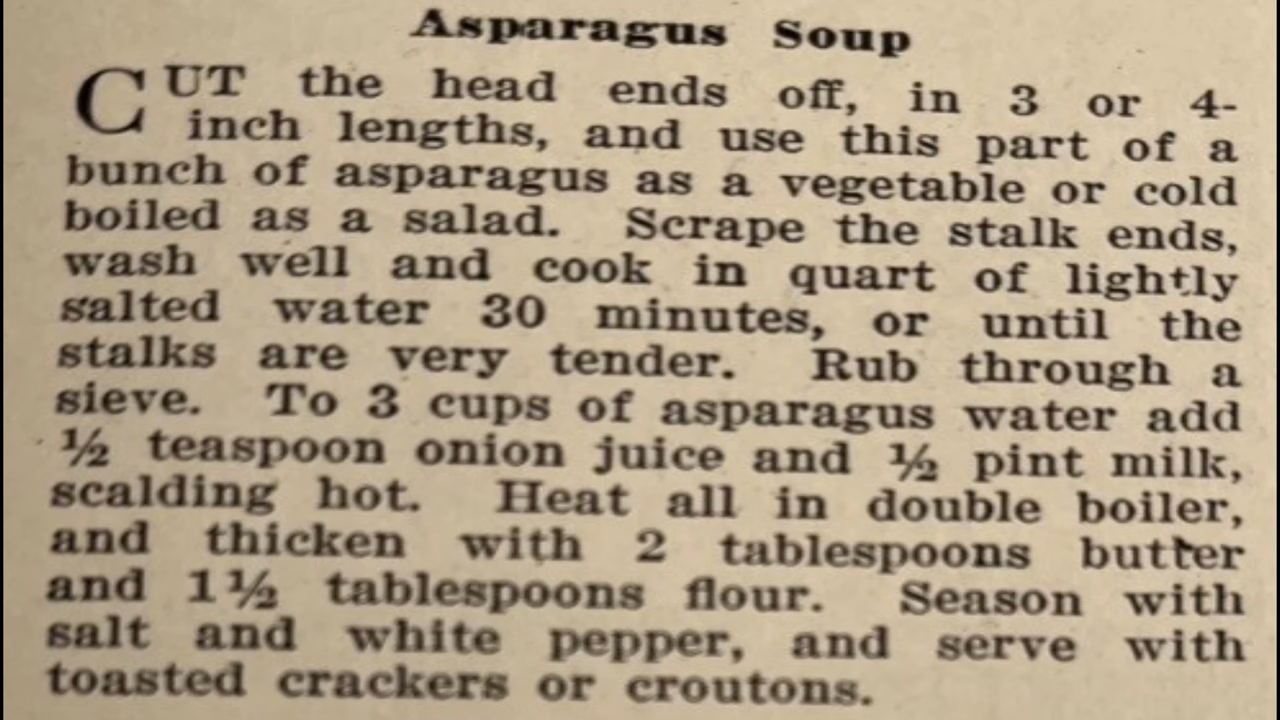 Asparagus Soup
CUT the head ends off, in 3 or 4-
inch lengths, and use this part of a
bunch of asparagus as a vegetable or cold
boiled as a salad. Scrape the stalk ends,
wash well and cook in quart of lightly
salted water 30 minutes, or until the
stalks are very tender. Rub through a
sieve. To 3 cups of asparagus water add
½ teaspoon onion juice and ½ pint milk,
scalding hot. Heat all in double boiler,
and thicken with 2 tablespoons butter
and 1½ tablespoons flour. Season with
salt and white pepper, and serve with
toasted crackers or croutons.